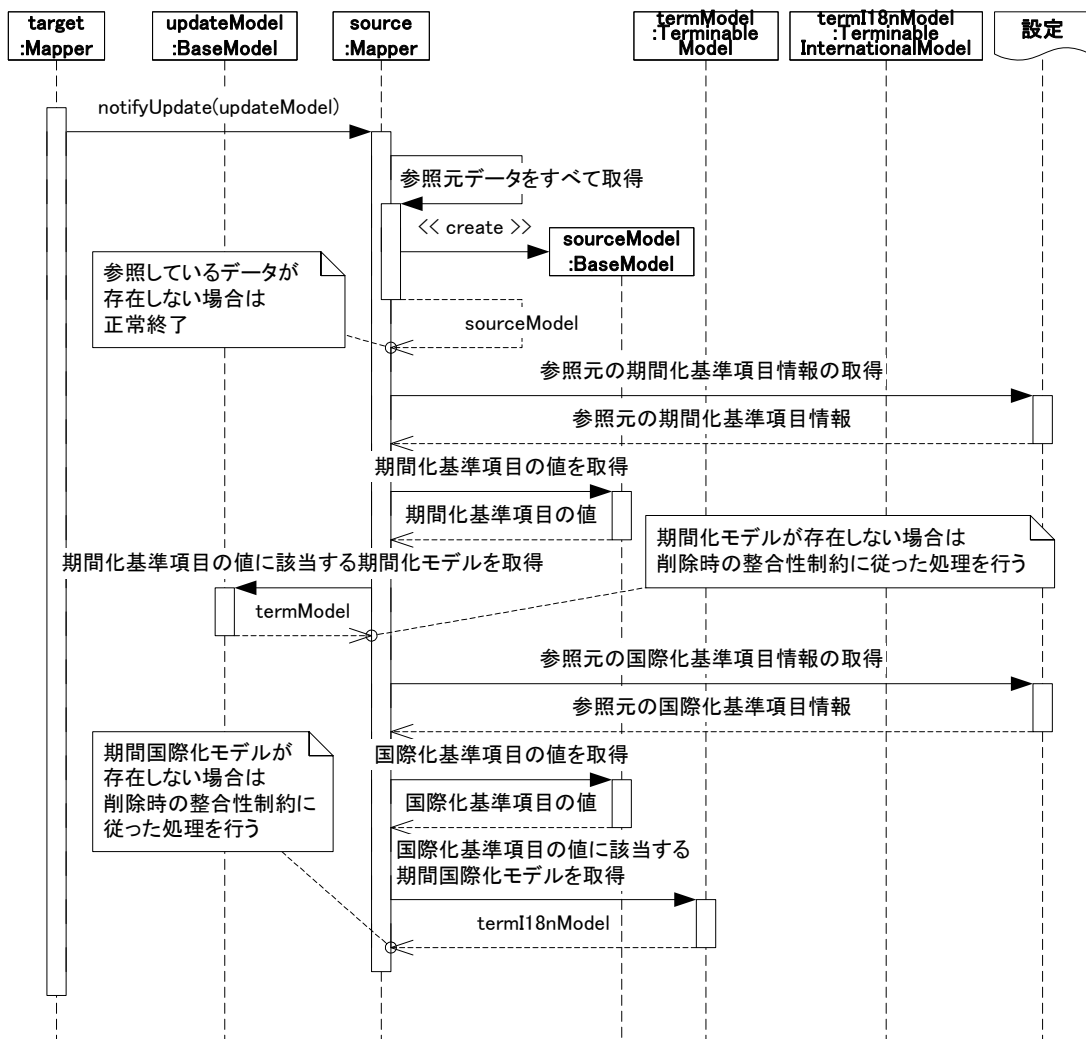 target
:Mapper
updateModel
:BaseModel
source
:Mapper
termModel
:Terminable
Model
termI18nModel
:Terminable
InternationalModel
設定
notifyUpdate(updateModel)
参照元データをすべて取得
<< create >>
sourceModel
:BaseModel
参照しているデータが
存在しない場合は
正常終了
sourceModel
参照元の期間化基準項目情報の取得
参照元の期間化基準項目情報
期間化基準項目の値を取得
期間化基準項目の値
期間化モデルが存在しない場合は
削除時の整合性制約に従った処理を行う
期間化基準項目の値に該当する期間化モデルを取得
termModel
参照元の国際化基準項目情報の取得
参照元の国際化基準項目情報
期間国際化モデルが
存在しない場合は
削除時の整合性制約に
従った処理を行う
国際化基準項目の値を取得
国際化基準項目の値
国際化基準項目の値に該当する
期間国際化モデルを取得
termI18nModel